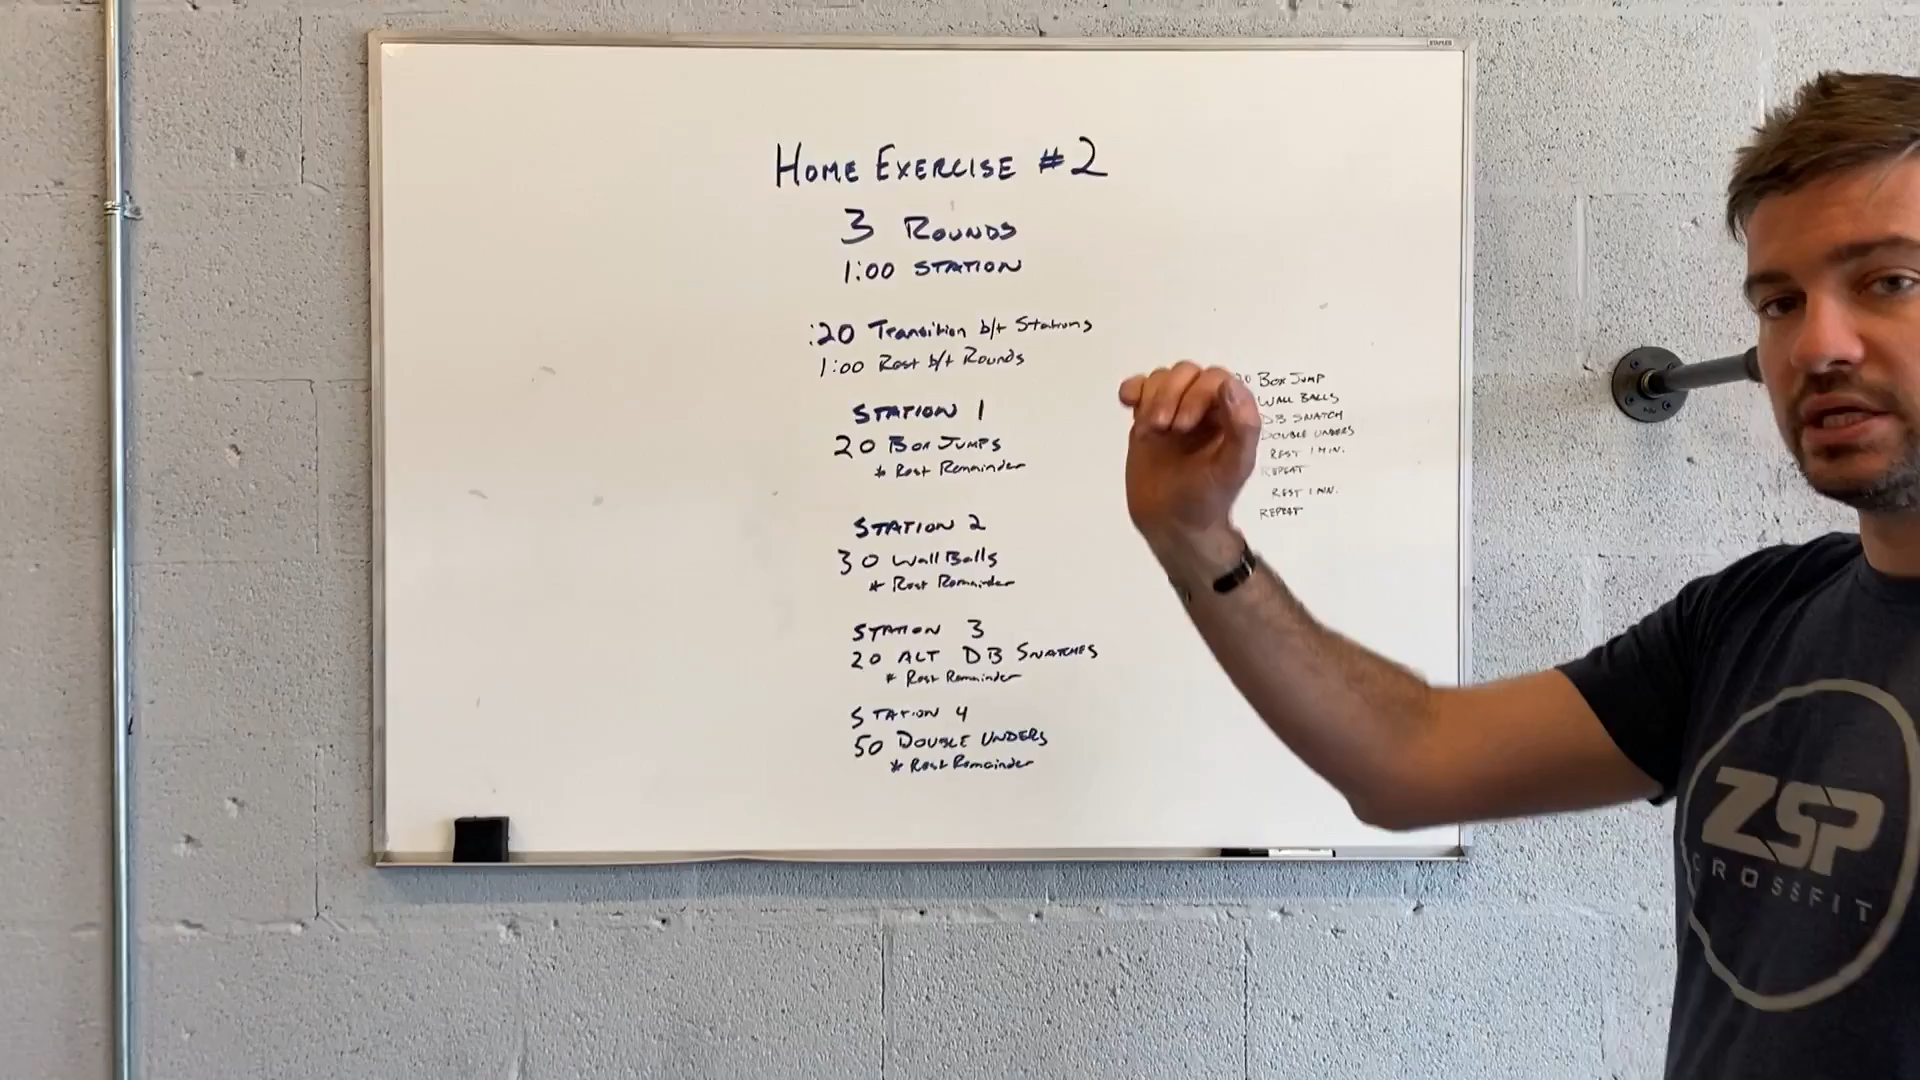 STAPLES
HOME EXERCISE #2
3 ROUNDS
1:00 STATION
:20 Transition b/t Stations
1:00 Rest b/t Rounds
STATION 1
20 BOX JUMPS
* Rest Remainder
STATION 2
30 Wall Balls
* Rest Remainder
STATION 3
20 ALT DB SNATCHES
* Rest Remainder
STATION 4
50 DOUBLE UNDERS
* Rest Remainder
BOX JUMP
WALL BALLS
DB SNATCH
DOUBLE UNDERS
REST 1 MIN.
REPEAT
REST 1 MIN.
REPEAT
ZSP
CROSSFIT